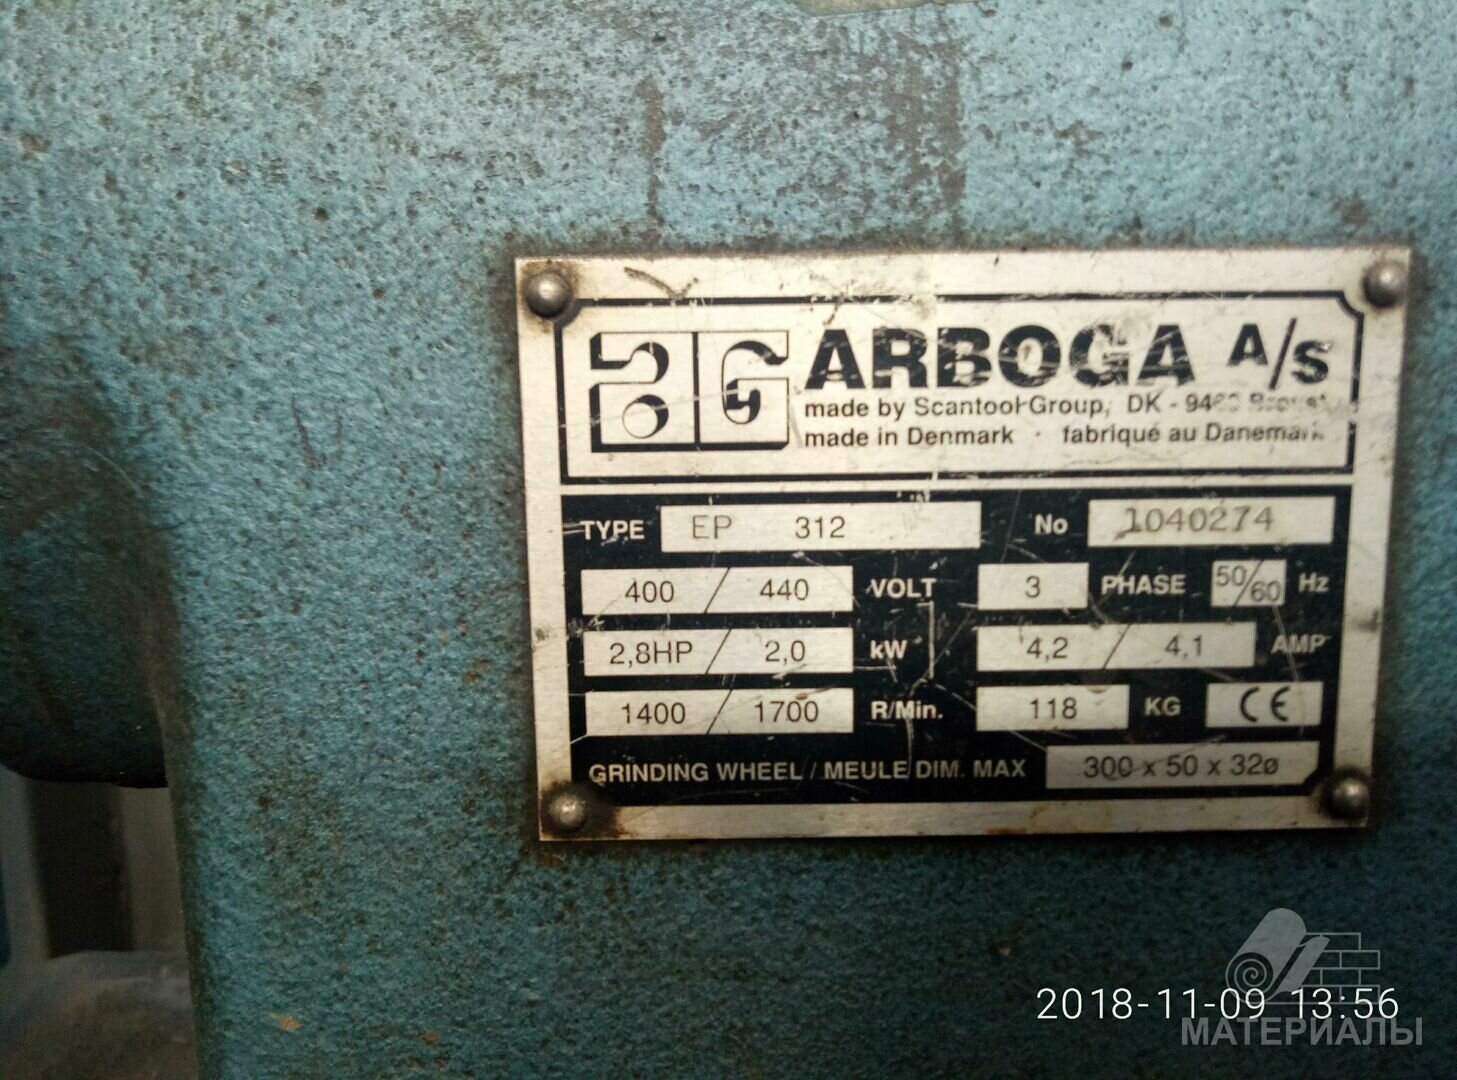 AG ARBOGA A/S
made by Scantool Group, DK -
made in Denmark · fabriqué au Danemark
TYPE EP 312 No 1040274
400 / 440 VOLT 3 PHASE 50/60 Hz
2,8HP / 2,0 kW 4,2 / 4,1 AMP
1400 / 1700 R/Min. 118 KG CE
GRINDING WHEEL / MEULE DIM. MAX 300 x 50 x 32ø
2018-11-09 13:56
МАТЕРИАЛЫ